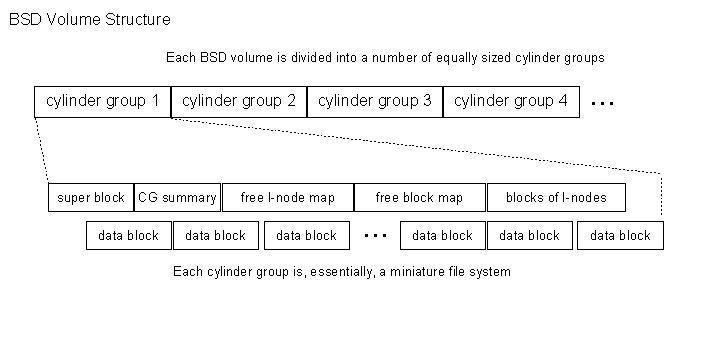 BSD Volume Structure
Each BSD volume is divided into a number of equally sized cylinder groups
cylinder group 1 cylinder group 2 cylinder group 3 cylinder group 4 ...
super block CG summary free I-node map free block map blocks of I-nodes
data block data block data block ... data block data block data block
Each cylinder group is, essentially, a miniature file system